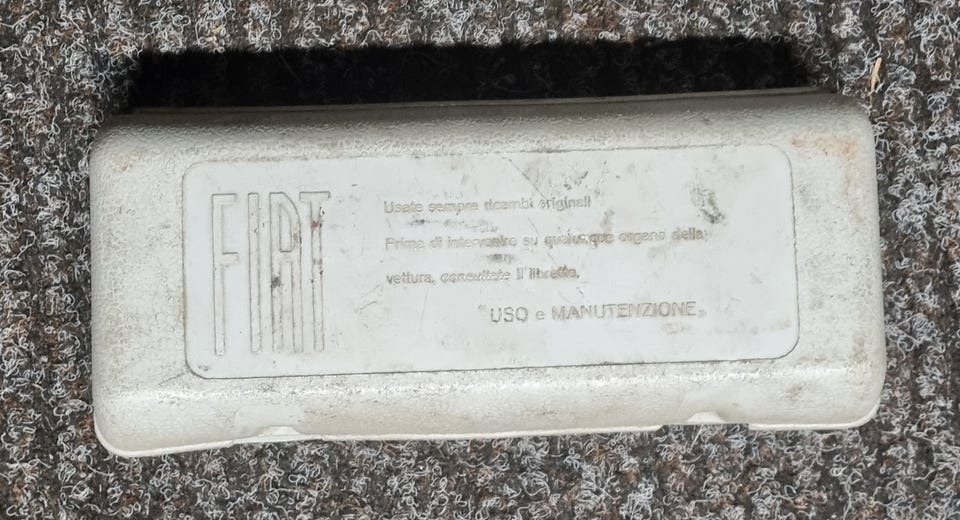 FIAT
Usate sempre ricambi originali
Prima di intervenire su qualunque organo della
vettura, consultate il libretto.
"USO e MANUTENZIONE"